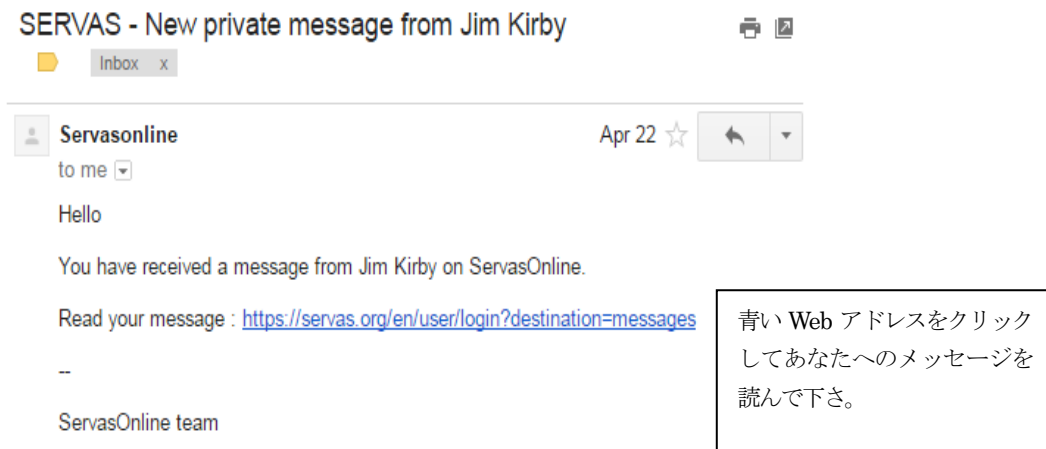 SERVAS - New private message from Jim Kirby
Inbox x
Servasonline
Apr 22
to me
Hello
You have received a message from Jim Kirby on ServasOnline.
Read your message : https://servas.org/en/user/login?destination=messages
--
ServasOnline team
青い Web アドレスをクリック
してあなたへのメッセージを
読んで下さ。